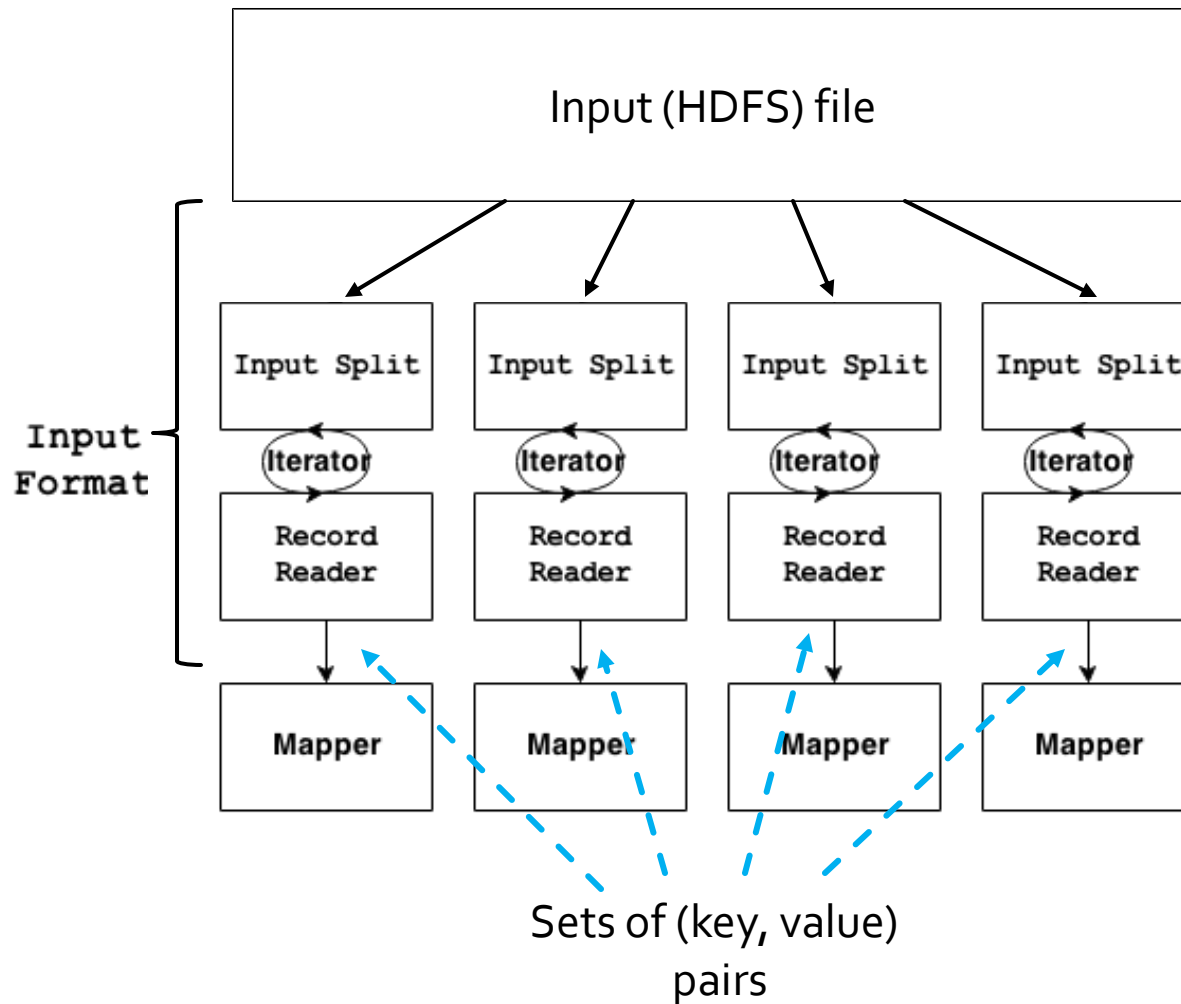 Input (HDFS) file
Input Split
Input Split
Input Split
Input Split
Input
Format
Iterator
Iterator
Iterator
Iterator
Record
Reader
Record
Reader
Record
Reader
Record
Reader
Mapper
Mapper
Mapper
Mapper
Sets of (key, value)
pairs